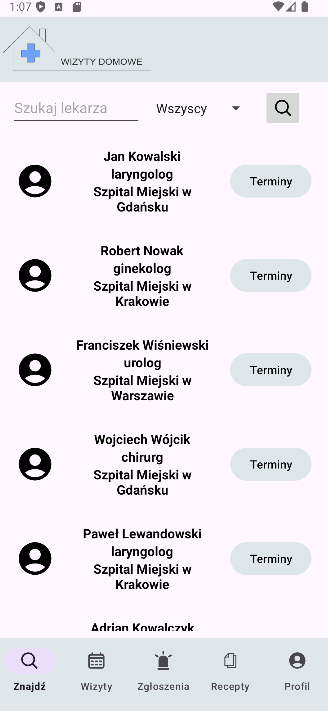 1:07
WIZYTY DOMOWE
Szukaj lekarza
Wszyscy
Jan Kowalski
laryngolog
Szpital Miejski w
Gdańsku
Terminy
Robert Nowak
ginekolog
Szpital Miejski w
Krakowie
Terminy
Franciszek Wiśniewski
urolog
Szpital Miejski w
Warszawie
Terminy
Wojciech Wójcik
chirurg
Szpital Miejski w
Gdańsku
Terminy
Paweł Lewandowski
laryngolog
Szpital Miejski w
Krakowie
Terminy
Adrian Kowalczyk
Znajdź
Wizyty
Zgłoszenia
Recepty
Profil